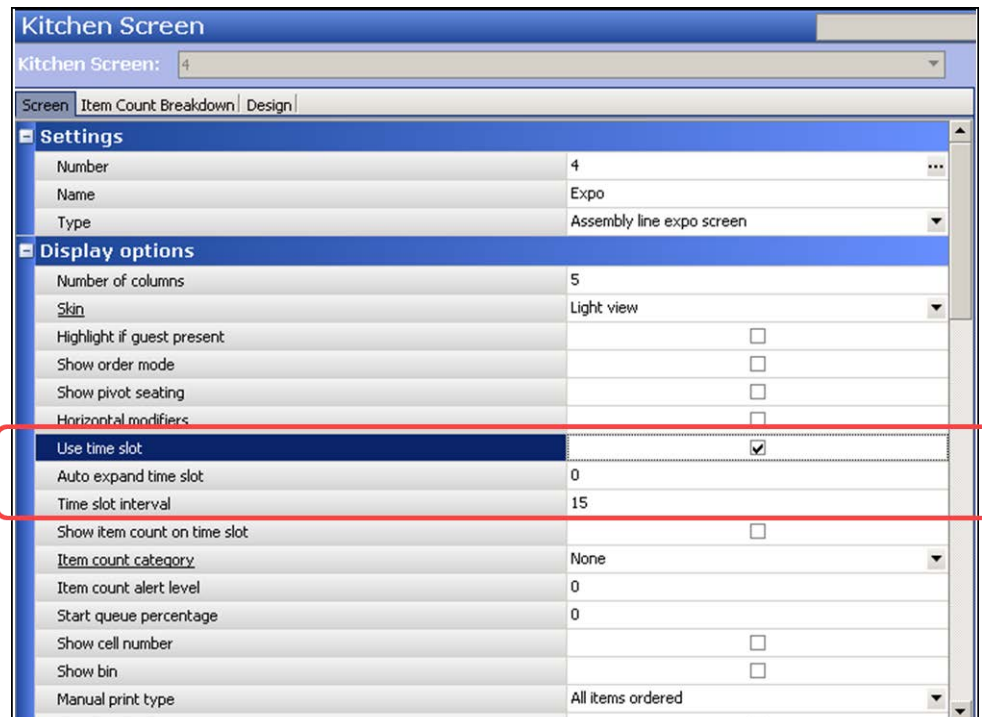 Kitchen Screen
Kitchen Screen: 4
Screen Item Count Breakdown Design
Settings
Number 4 ...
Name Expo
Type Assembly line expo screen
Display options
Number of columns 5
Skin Light view
Highlight if guest present
Show order mode
Show pivot seating
Horizontal modifiers
Use time slot
Auto expand time slot 0
Time slot interval 15
Show item count on time slot
Item count category None
Item count alert level 0
Start queue percentage 0
Show cell number
Show bin
Manual print type All items ordered